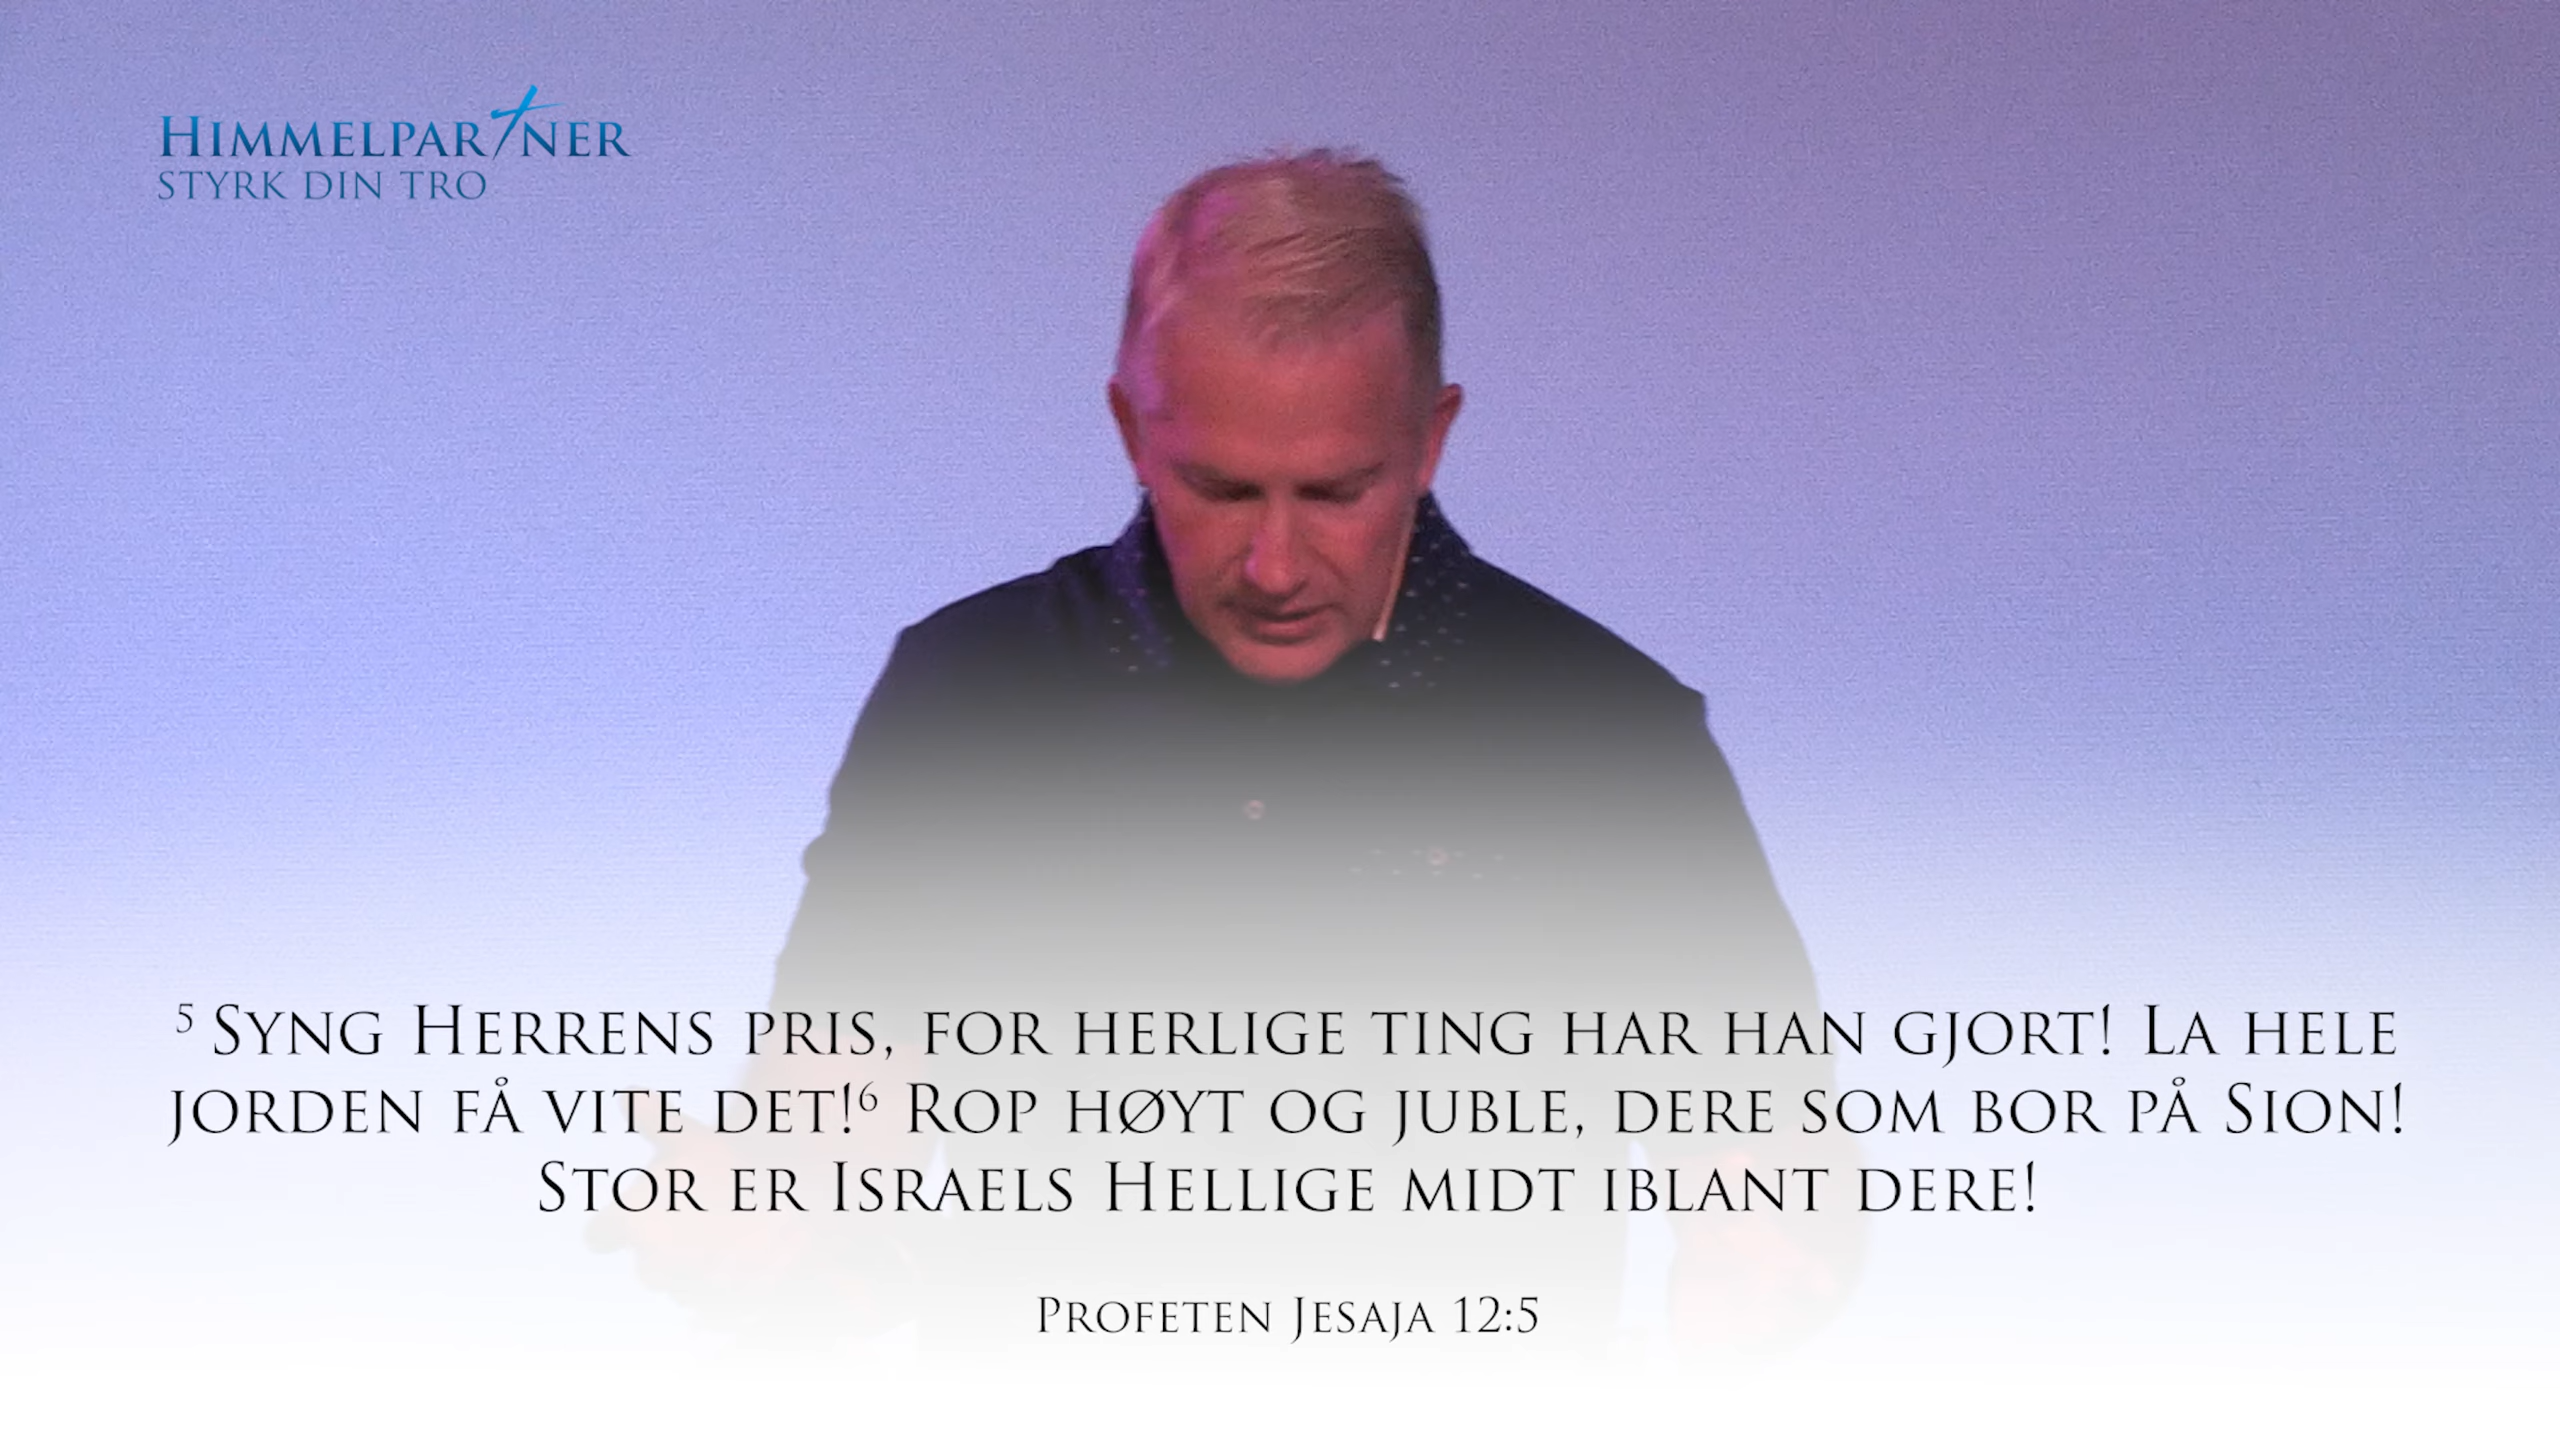 Himmelpartner
Styrk din tro
⁵ Syng Herrens pris, for herlige ting har han gjort! La hele
jorden få vite det!⁶ Rop høyt og juble, dere som bor på Sion!
Stor er Israels Hellige midt iblant dere!
Profeten Jesaja 12:5